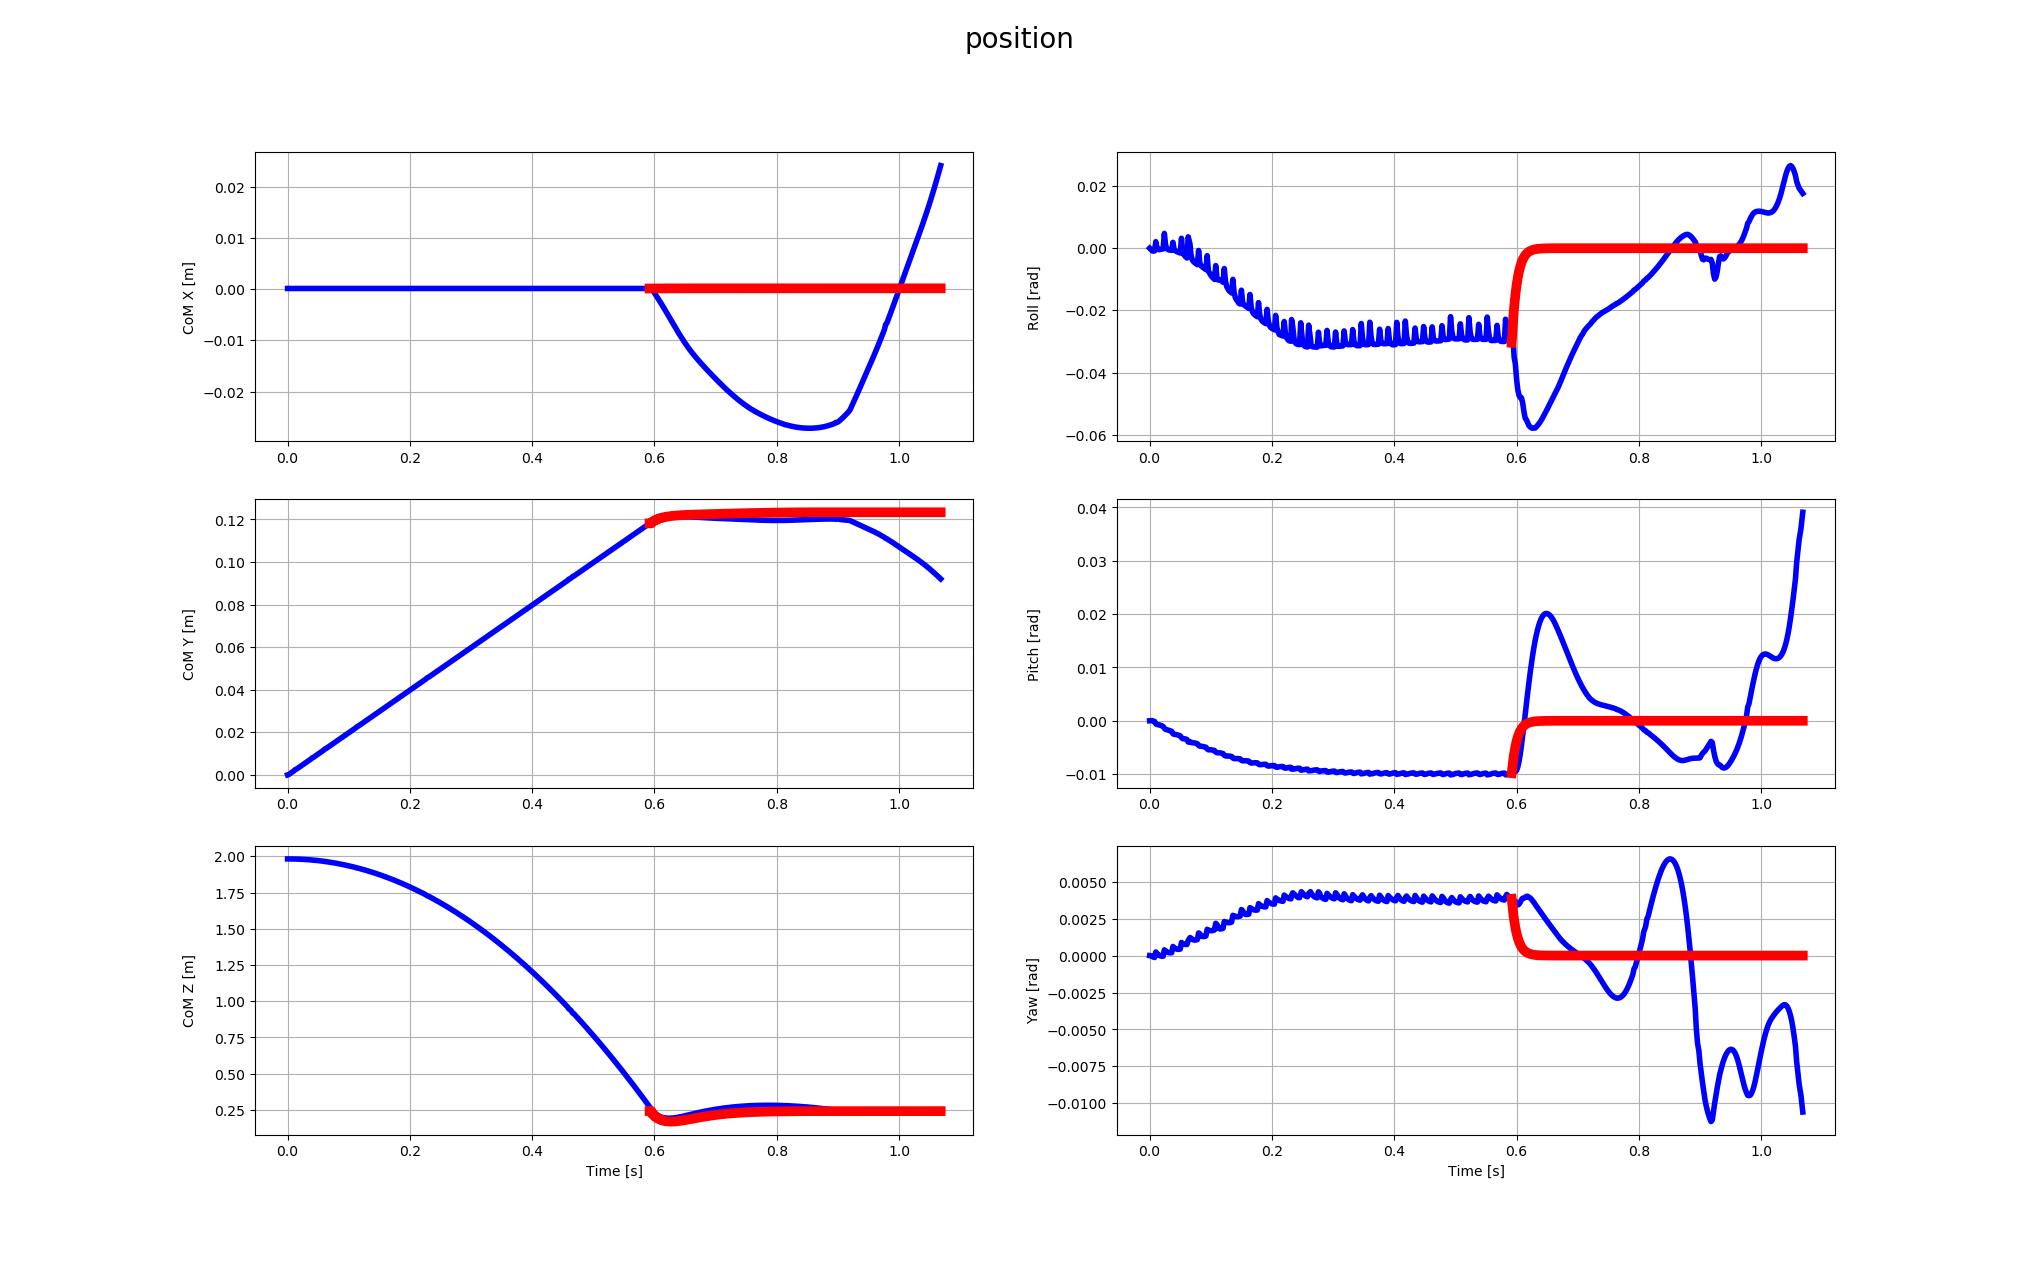 position
CoM X [m]
0.02
0.01
0.00
−0.01
−0.02
0.0 0.2 0.4 0.6 0.8 1.0
Roll [rad]
0.02
0.00
−0.02
−0.04
−0.06
0.0 0.2 0.4 0.6 0.8 1.0
CoM Y [m]
0.12
0.10
0.08
0.06
0.04
0.02
0.00
0.0 0.2 0.4 0.6 0.8 1.0
Pitch [rad]
0.04
0.03
0.02
0.01
0.00
−0.01
0.0 0.2 0.4 0.6 0.8 1.0
CoM Z [m]
2.00
1.75
1.50
1.25
1.00
0.75
0.50
0.25
0.0 0.2 0.4 0.6 0.8 1.0
Time [s]
Yaw [rad]
0.0050
0.0025
0.0000
−0.0025
−0.0050
−0.0075
−0.0100
0.0 0.2 0.4 0.6 0.8 1.0
Time [s]